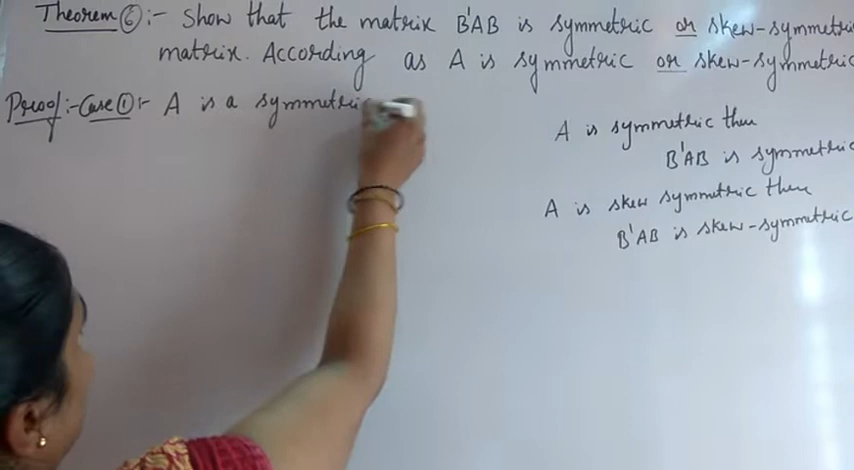 Theorem ⑥:- Show that the matrix B'AB is symmetric or skew-symmetric
matrix. According as A is symmetric or skew-symmetric
Proof:- Case ①:- A is a symmetric
A is symmetric then
B'AB is symmetric
A is skew symmetric then
B'AB is skew-symmetric